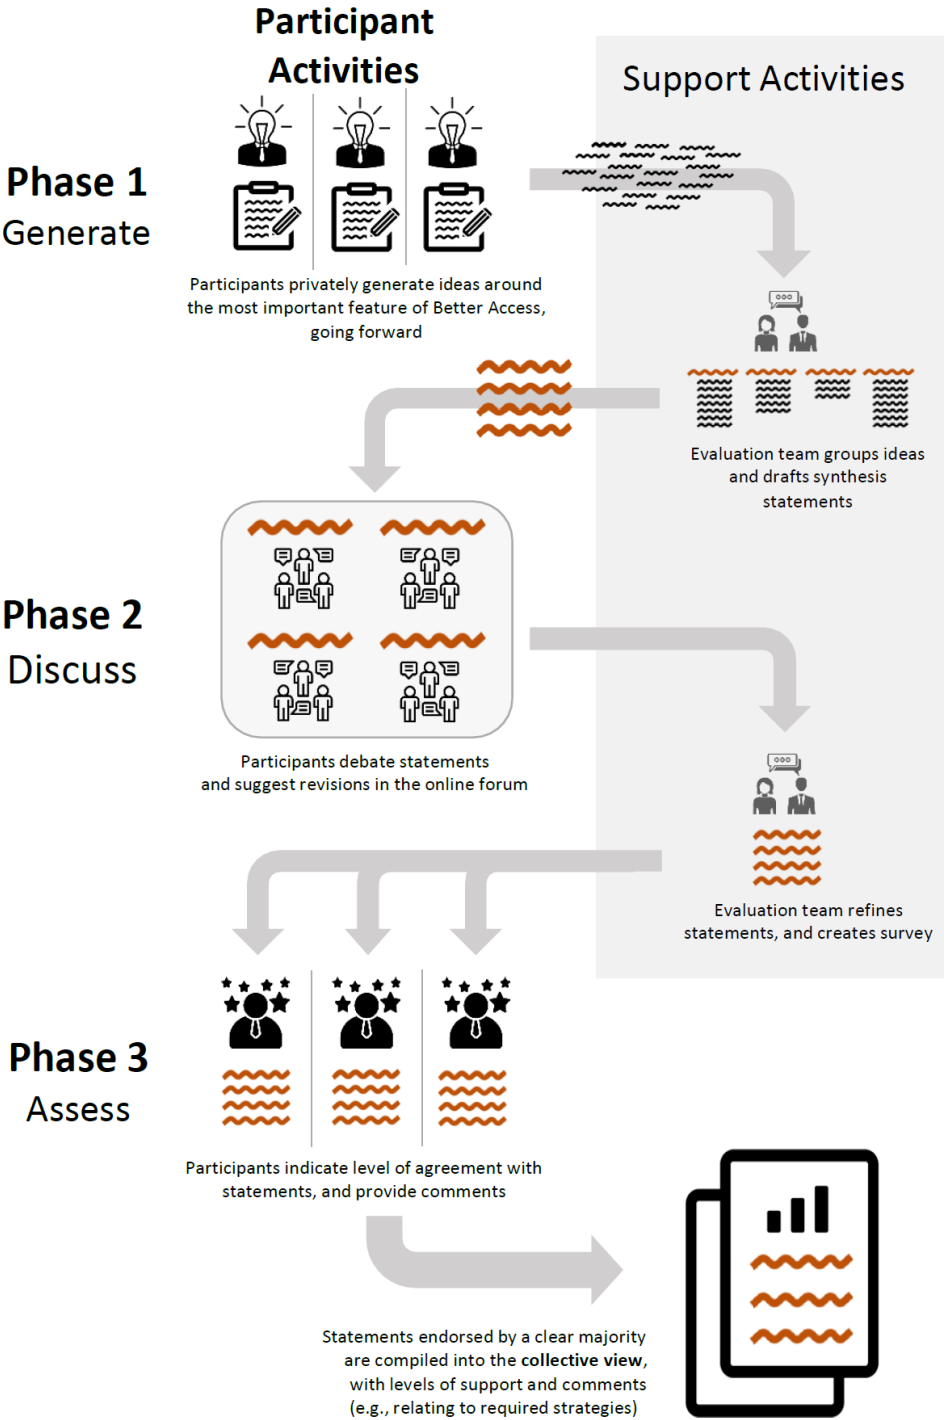 Participant
Activities
Support Activities
Phase 1
Generate
Participants privately generate ideas around
the most important feature of Better Access,
going forward
Evaluation team groups ideas
and drafts synthesis
statements
Phase 2
Discuss
Participants debate statements
and suggest revisions in the online forum
Evaluation team refines
statements, and creates survey
Phase 3
Assess
Participants indicate level of agreement with
statements, and provide comments
Statements endorsed by a clear majority
are compiled into the collective view,
with levels of support and comments
(e.g., relating to required strategies)